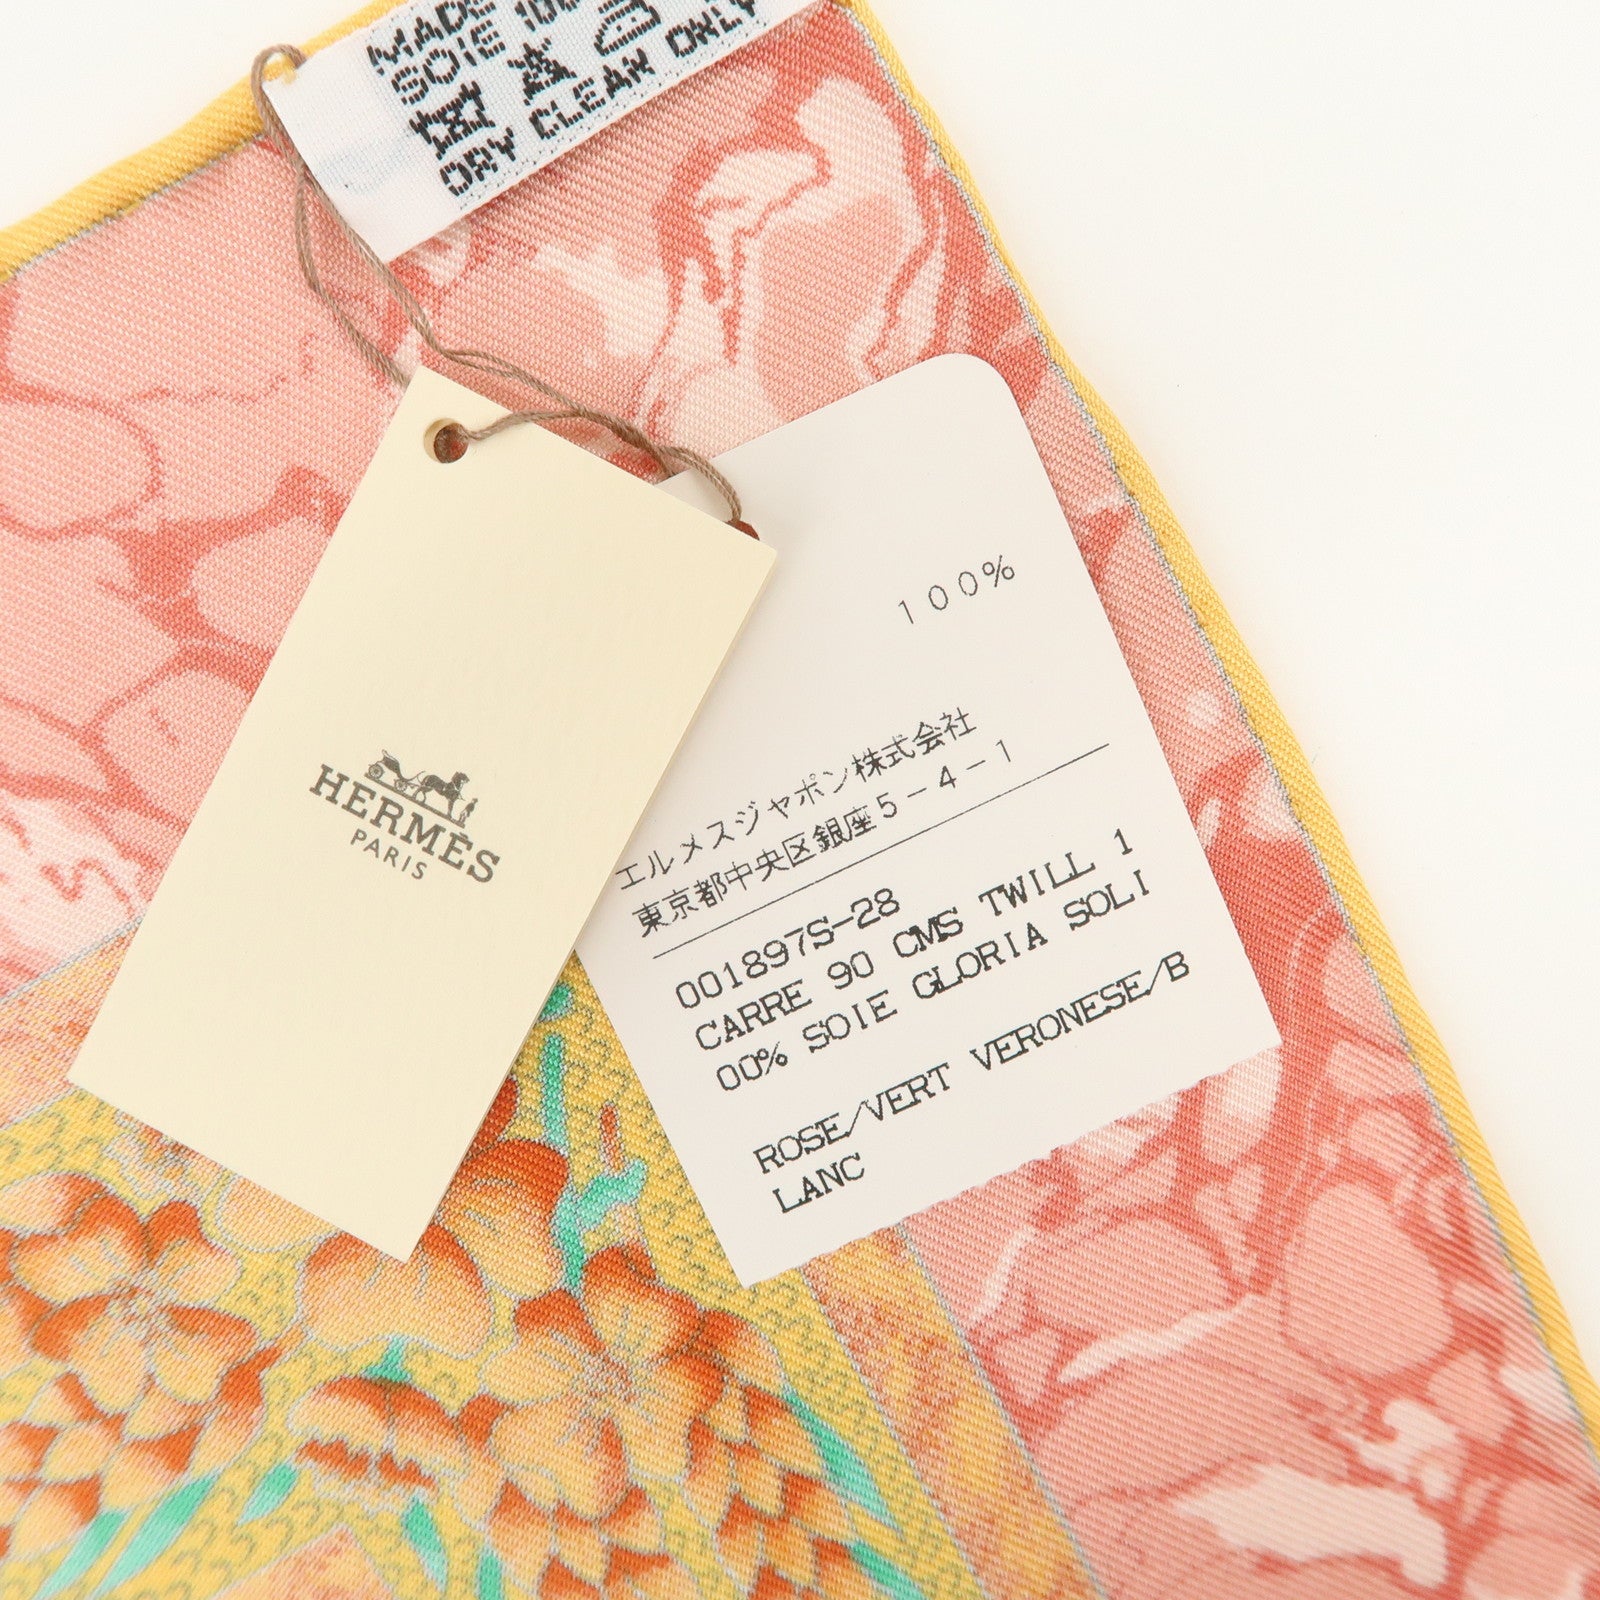 MADE
SOIE 100
DRY CLEAN ONLY
HERMÈS
PARIS
100%
エルメスジャポン株式会社
東京都中央区銀座5-4-1
001897S-28
CARRE 90 CMS TWILL 1
00% SOIE GLORIA SOLI
ROSE/VERT VERONESE/B
LANC